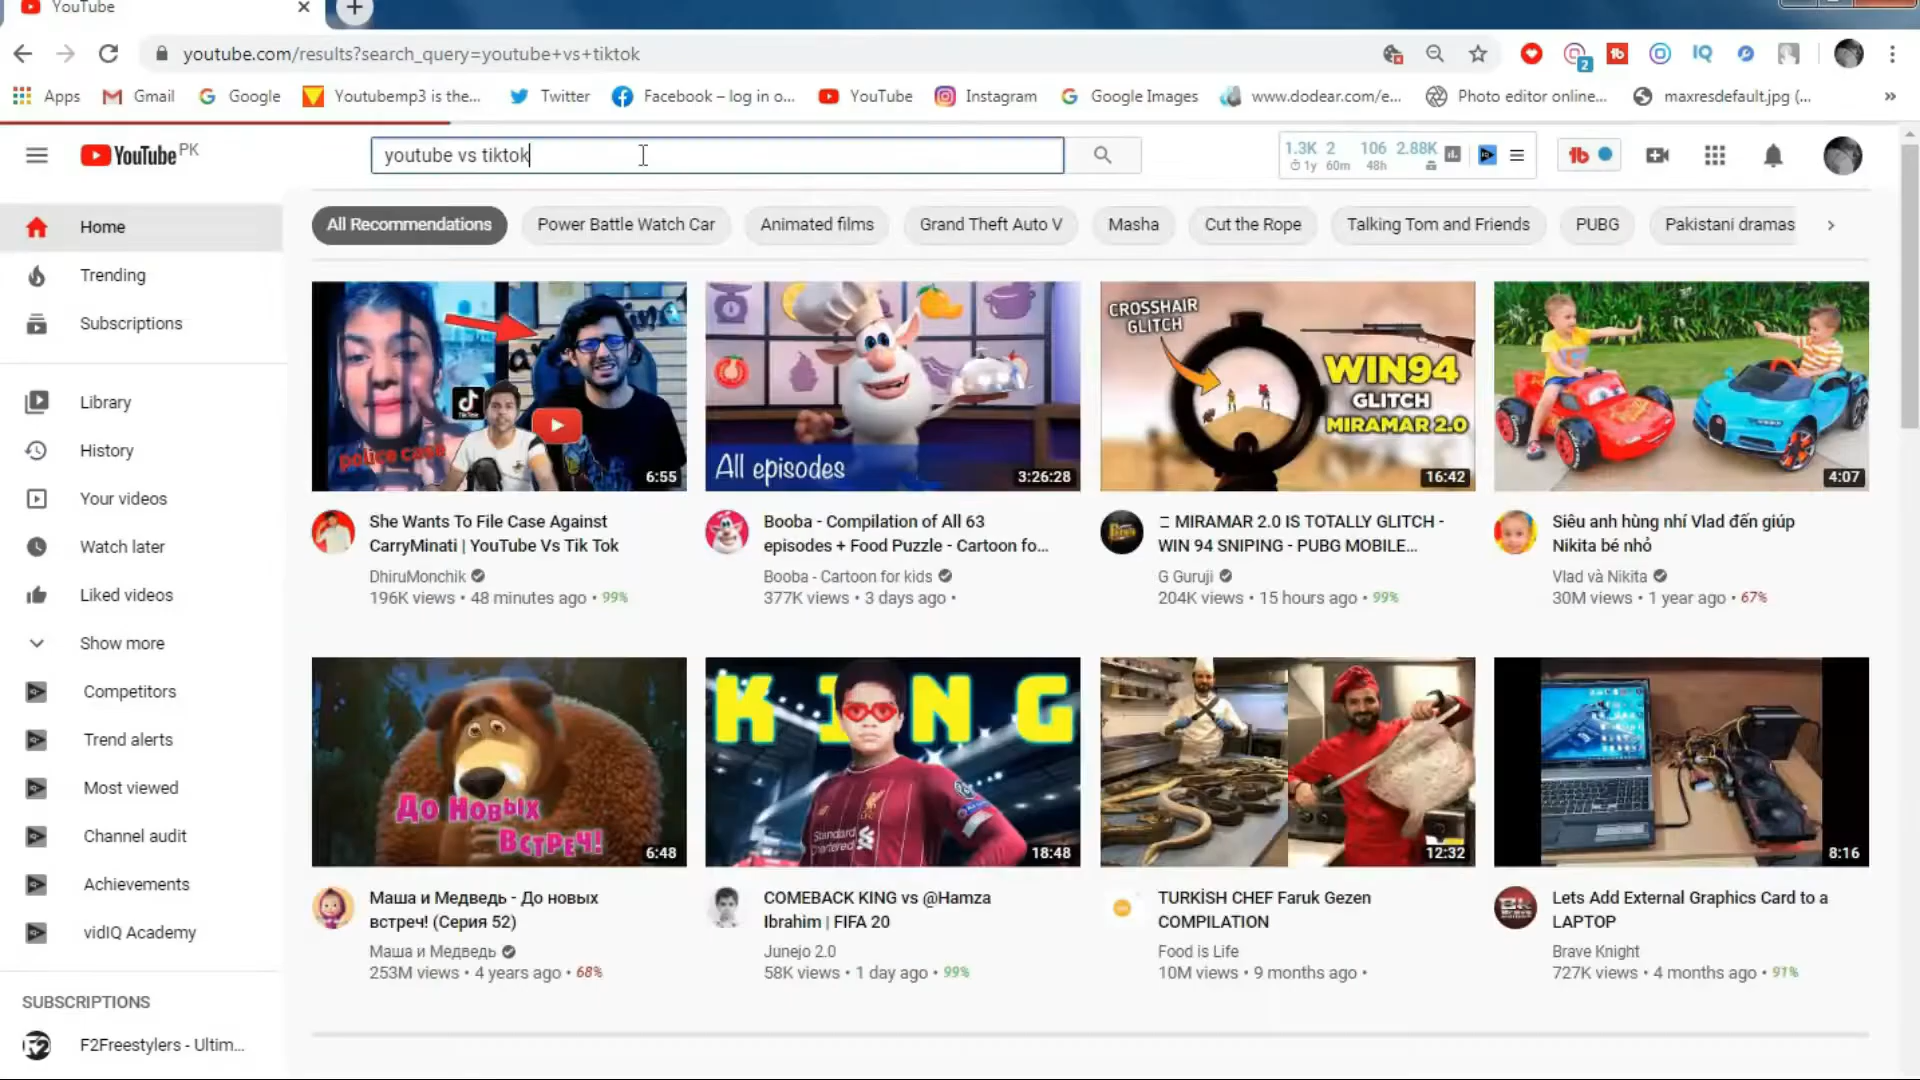 YouTube
youtube.com/results?search_query=youtube+vs+tiktok
2
Apps
Gmail
Google
Youtubemp3 is the...
Twitter
Facebook – log in o...
YouTube
Instagram
Google Images
www.dodear.com/e...
Photo editor online...
maxresdefault.jpg (...
»
YouTube PK
youtube vs tiktok
1.3K 2 106 2.88K
1y 60m 48h
Home
Trending
Subscriptions
Library
History
Your videos
Watch later
Liked videos
Show more
Competitors
Trend alerts
Most viewed
Channel audit
Achievements
vidIQ Academy
SUBSCRIPTIONS
F2Freestylers - Ultim...
All Recommendations
Power Battle Watch Car
Animated films
Grand Theft Auto V
Masha
Cut the Rope
Talking Tom and Friends
PUBG
Pakistani dramas
police case
6:55
She Wants To File Case Against
CarryMinati | YouTube Vs Tik Tok
DhiruMonchik
196K views • 48 minutes ago • 99%
All episodes
3:26:28
Booba - Compilation of All 63
episodes + Food Puzzle - Cartoon fo...
Booba - Cartoon for kids
377K views • 3 days ago •
CROSSHAIR
GLITCH
WIN94
GLITCH
MIRAMAR 2.0
16:42
MIRAMAR 2.0 IS TOTALLY GLITCH -
WIN 94 SNIPING - PUBG MOBILE...
G Guruji
204K views • 15 hours ago • 99%
4:07
Siêu anh hùng nhí Vlad đến giúp
Nikita bé nhỏ
Vlad và Nikita
30M views • 1 year ago • 67%
До Новых
Встреч!
6:48
Маша и Медведь - До новых
встреч! (Серия 52)
Маша и Медведь
253M views • 4 years ago • 68%
KING
Standard
Chartered
18:48
COMEBACK KING vs @Hamza
Ibrahim | FIFA 20
Junejo 2.0
58K views • 1 day ago • 99%
12:32
TURKİSH CHEF Faruk Gezen
COMPILATION
Food is Life
10M views • 9 months ago •
8:16
Lets Add External Graphics Card to a
LAPTOP
Brave Knight
727K views • 4 months ago • 91%